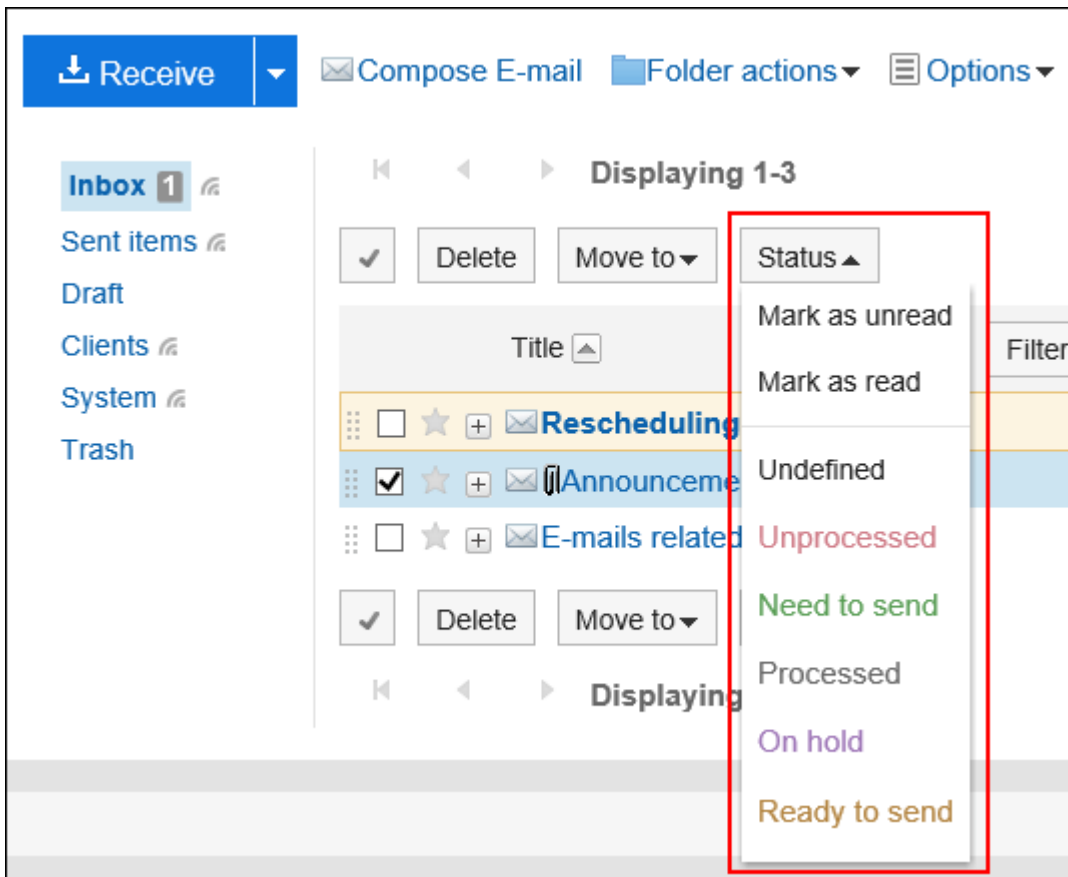 Receive Compose E-mail Folder actions Options
Inbox 1
Sent items
Draft
Clients
System
Trash
Displaying 1-3
Delete Move to Status
Title Filter
Rescheduling
Announceme
E-mails related
Delete Move to
Displaying
Mark as unread
Mark as read
Undefined
Unprocessed
Need to send
Processed
On hold
Ready to send